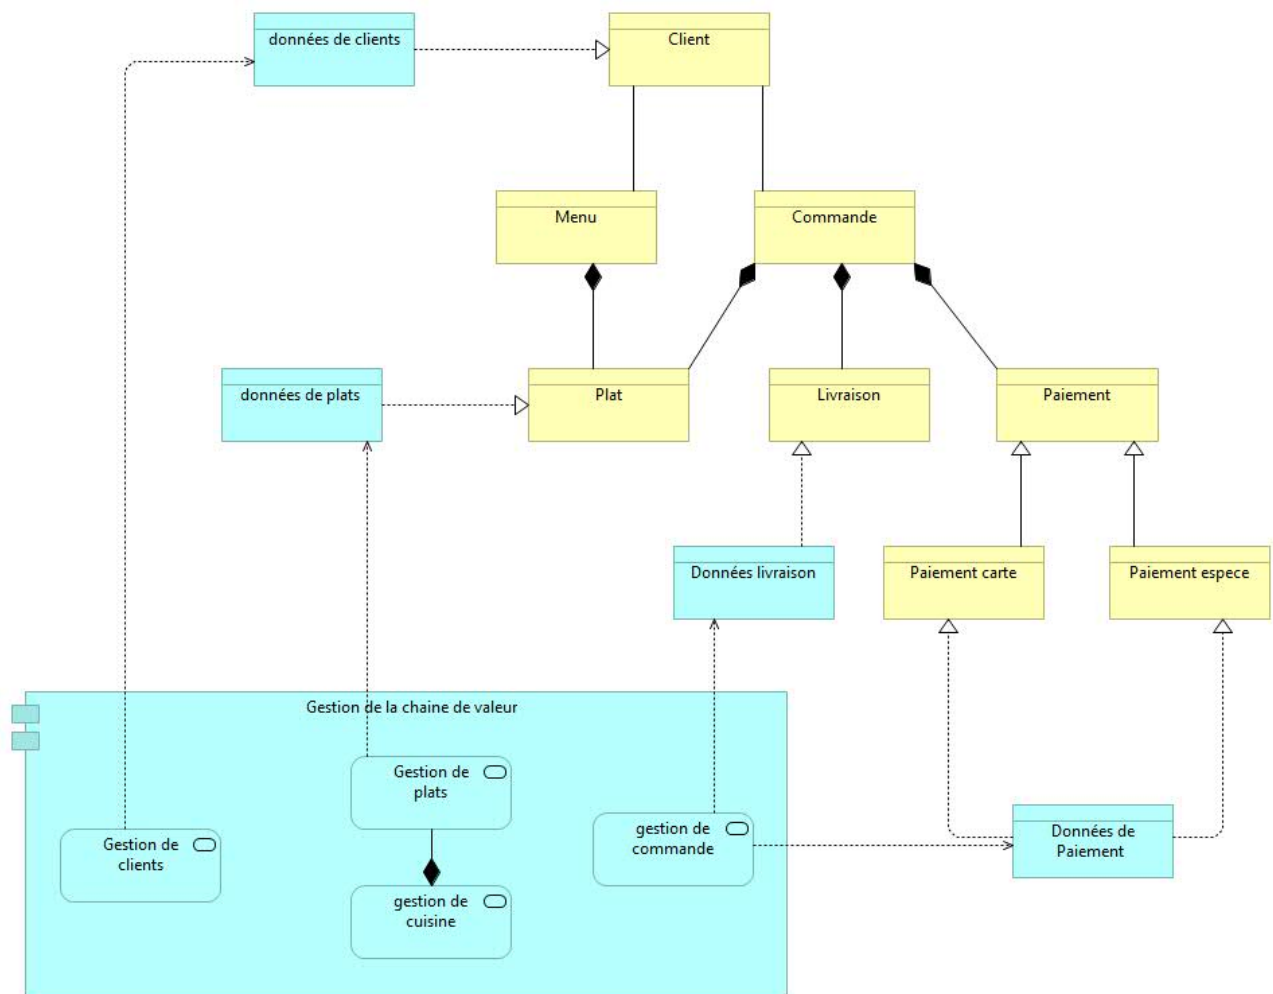 données de clients
Client
Menu
Commande
données de plats
Plat
Livraison
Paiement
Données livraison
Paiement carte
Paiement espece
Gestion de la chaine de valeur
Gestion de
plats
Gestion de
clients
gestion de
commande
Données de
Paiement
gestion de
cuisine